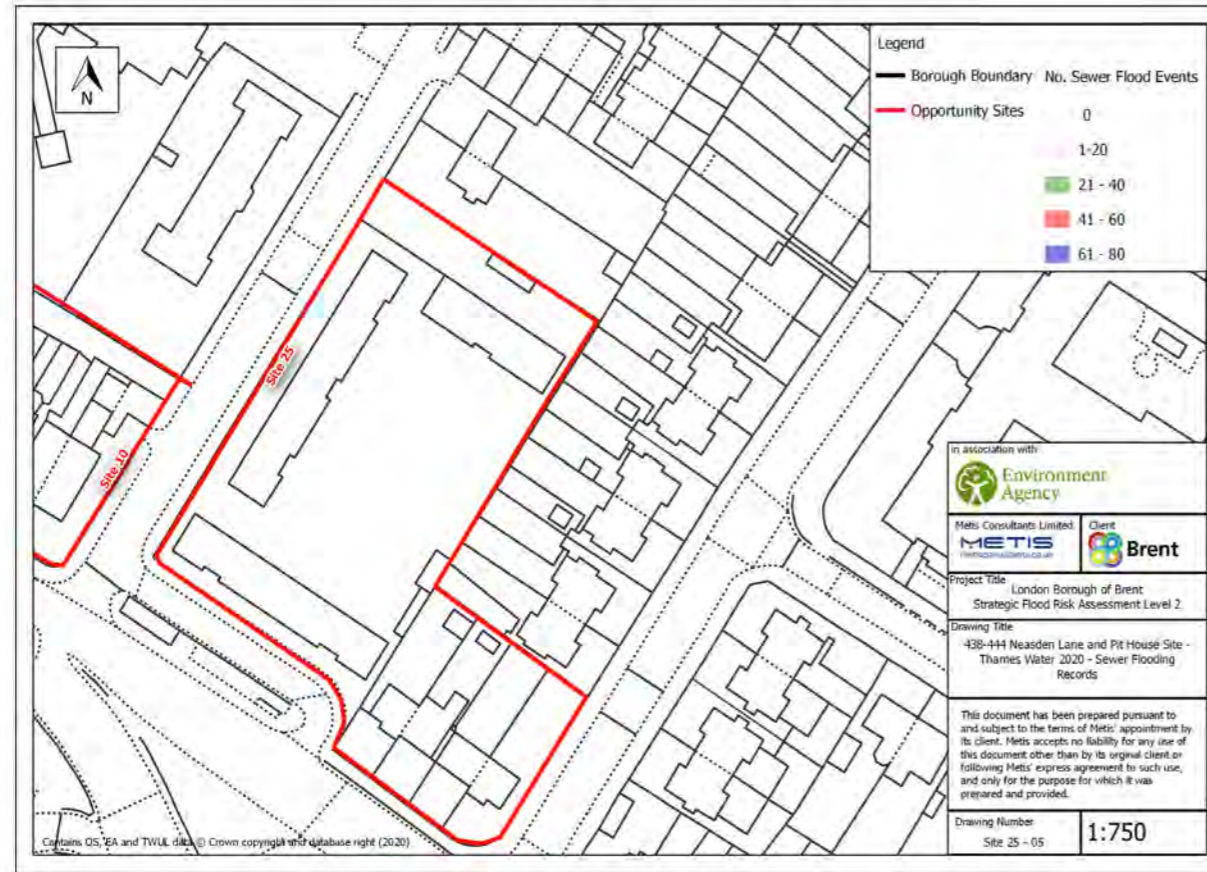 N
Legend
Borough Boundary
Opportunity Sites
No. Sewer Flood Events
0
1-20
21 - 40
41 - 60
61 - 80
Site 25
Site 10
in association with
Environment
Agency
Metis Consultants Limited
METIS
Client
Brent
Project Title
London Borough of Brent
Strategic Flood Risk Assessment Level 2
Drawing Title
438-444 Neasden Lane and Pit House Site -
Thames Water 2020 - Sewer Flooding
Records
This document has been prepared pursuant to
and subject to the terms of Metis' appointment by
its client. Metis accepts no liability for any use of
this document other than by its orginal client or
following Metis' express agreement to such use,
and only for the purpose for which it was
prepared and provided.
Drawing Number
Site 25 - 05
1:750
Contains OS, EA and TWUL data © Crown copyright and database right (2020)